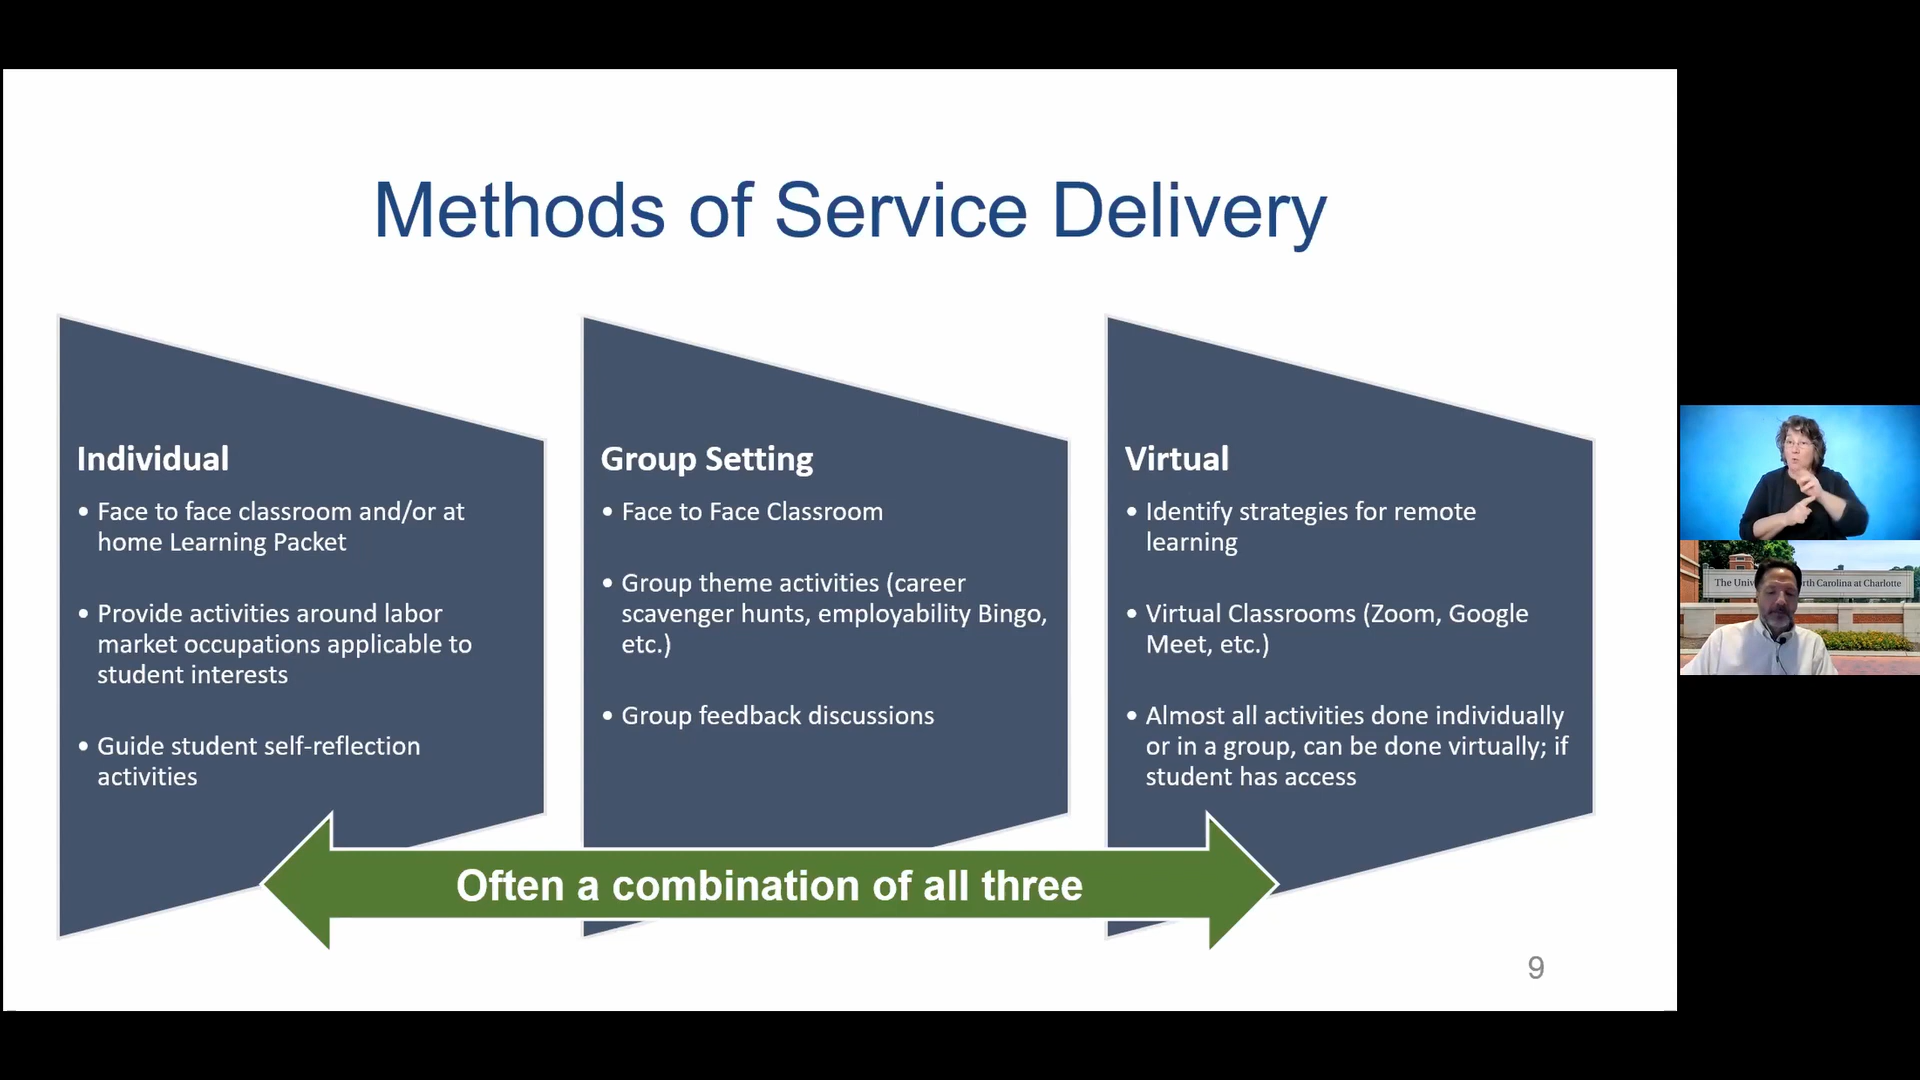 Methods of Service Delivery
Individual
• Face to face classroom and/or at
home Learning Packet
• Provide activities around labor
market occupations applicable to
student interests
• Guide student self-reflection
activities
Group Setting
• Face to Face Classroom
• Group theme activities (career
scavenger hunts, employability Bingo,
etc.)
• Group feedback discussions
Virtual
• Identify strategies for remote
learning
• Virtual Classrooms (Zoom, Google
Meet, etc.)
• Almost all activities done individually
or in a group, can be done virtually; if
student has access
Often a combination of all three
9
The Carolina at Charlotte